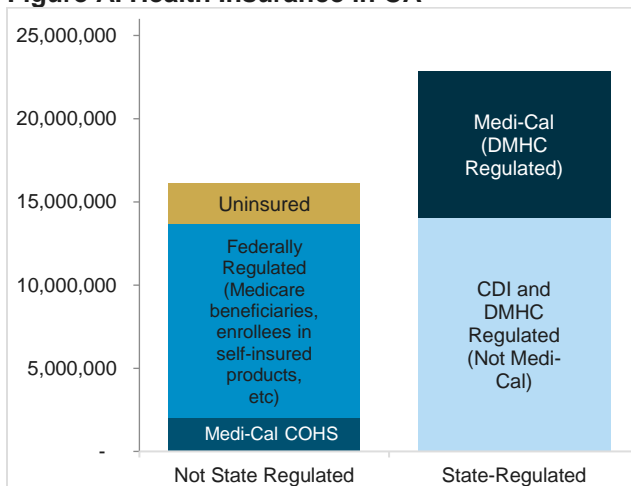 Figure A. Health Insurance in CA
25,000,000
20,000,000
15,000,000
10,000,000
5,000,000
-
Uninsured
Federally
Regulated
(Medicare
beneficiaries,
enrollees in
self-insured
products,
etc)
Medi-Cal COHS
Medi-Cal
(DMHC
Regulated)
CDI and
DMHC
Regulated
(Not Medi-
Cal)
Not State Regulated
State-Regulated